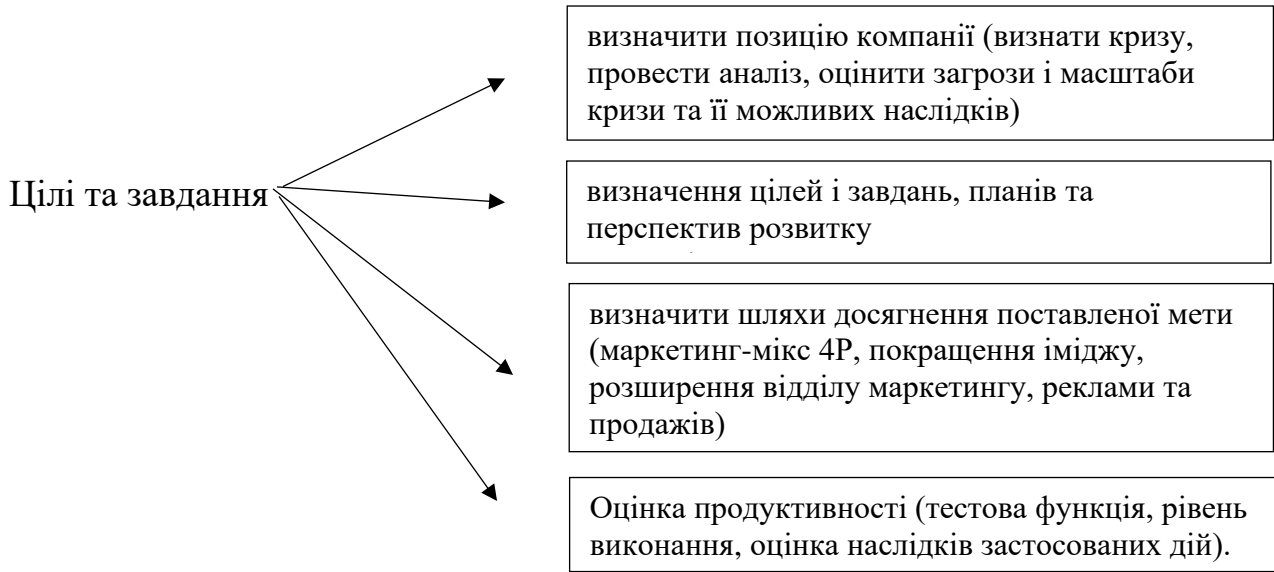 визначити позицію компанії (визнати кризу,
провести аналіз, оцінити загрози і масштаби
кризи та її можливих наслідків)
Цілі та завдання
визначення цілей і завдань, планів та
перспектив розвитку
визначити шляхи досягнення поставленої мети
(маркетинг-мікс 4Р, покращення іміджу,
розширення відділу маркетингу, реклами та
продажів)
Оцінка продуктивності (тестова функція, рівень
виконання, оцінка наслідків застосованих дій).